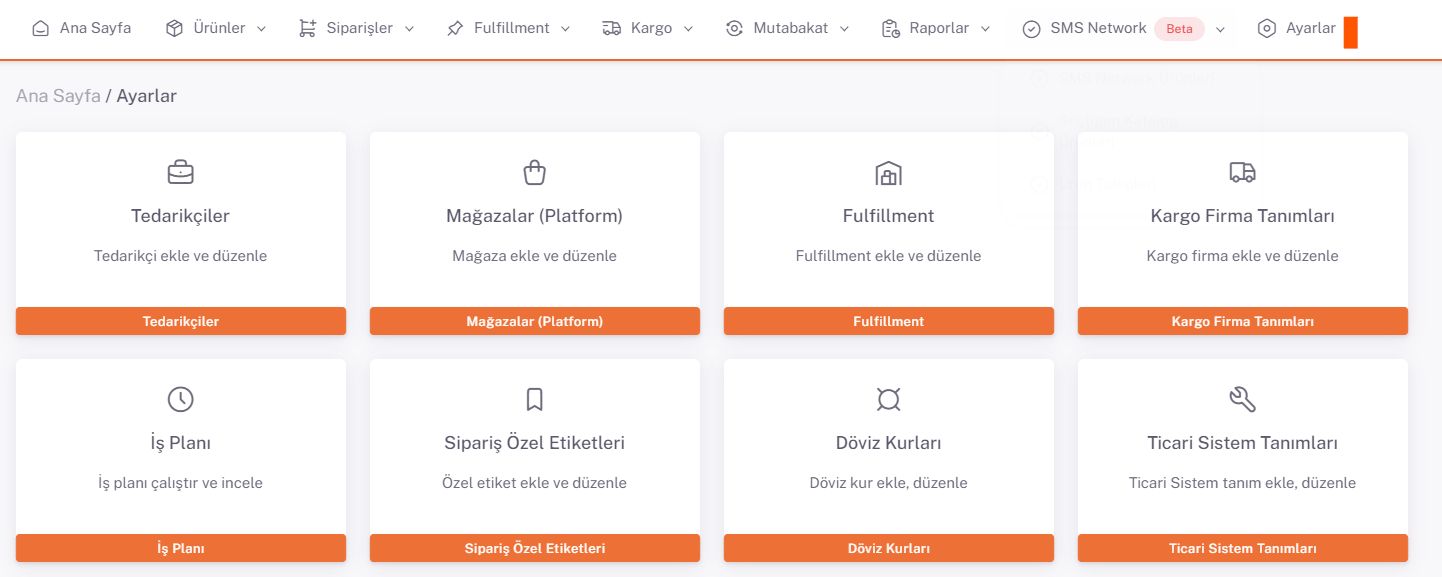 Ana Sayfa Ürünler Siparişler Fulfillment Kargo Mutabakat Raporlar SMS Network Beta Ayarlar
Ana Sayfa / Ayarlar
Tedarikçiler
Tedarikçi ekle ve düzenle
Tedarikçiler
Mağazalar (Platform)
Mağaza ekle ve düzenle
Mağazalar (Platform)
Fulfillment
Fulfillment ekle ve düzenle
Fulfillment
Kargo Firma Tanımları
Kargo firma ekle ve düzenle
Kargo Firma Tanımları
İş Planı
İş planı çalıştır ve incele
İş Planı
Sipariş Özel Etiketleri
Özel etiket ekle ve düzenle
Sipariş Özel Etiketleri
Döviz Kurları
Döviz kur ekle, düzenle
Döviz Kurları
Ticari Sistem Tanımları
Ticari Sistem tanım ekle, düzenle
Ticari Sistem Tanımları